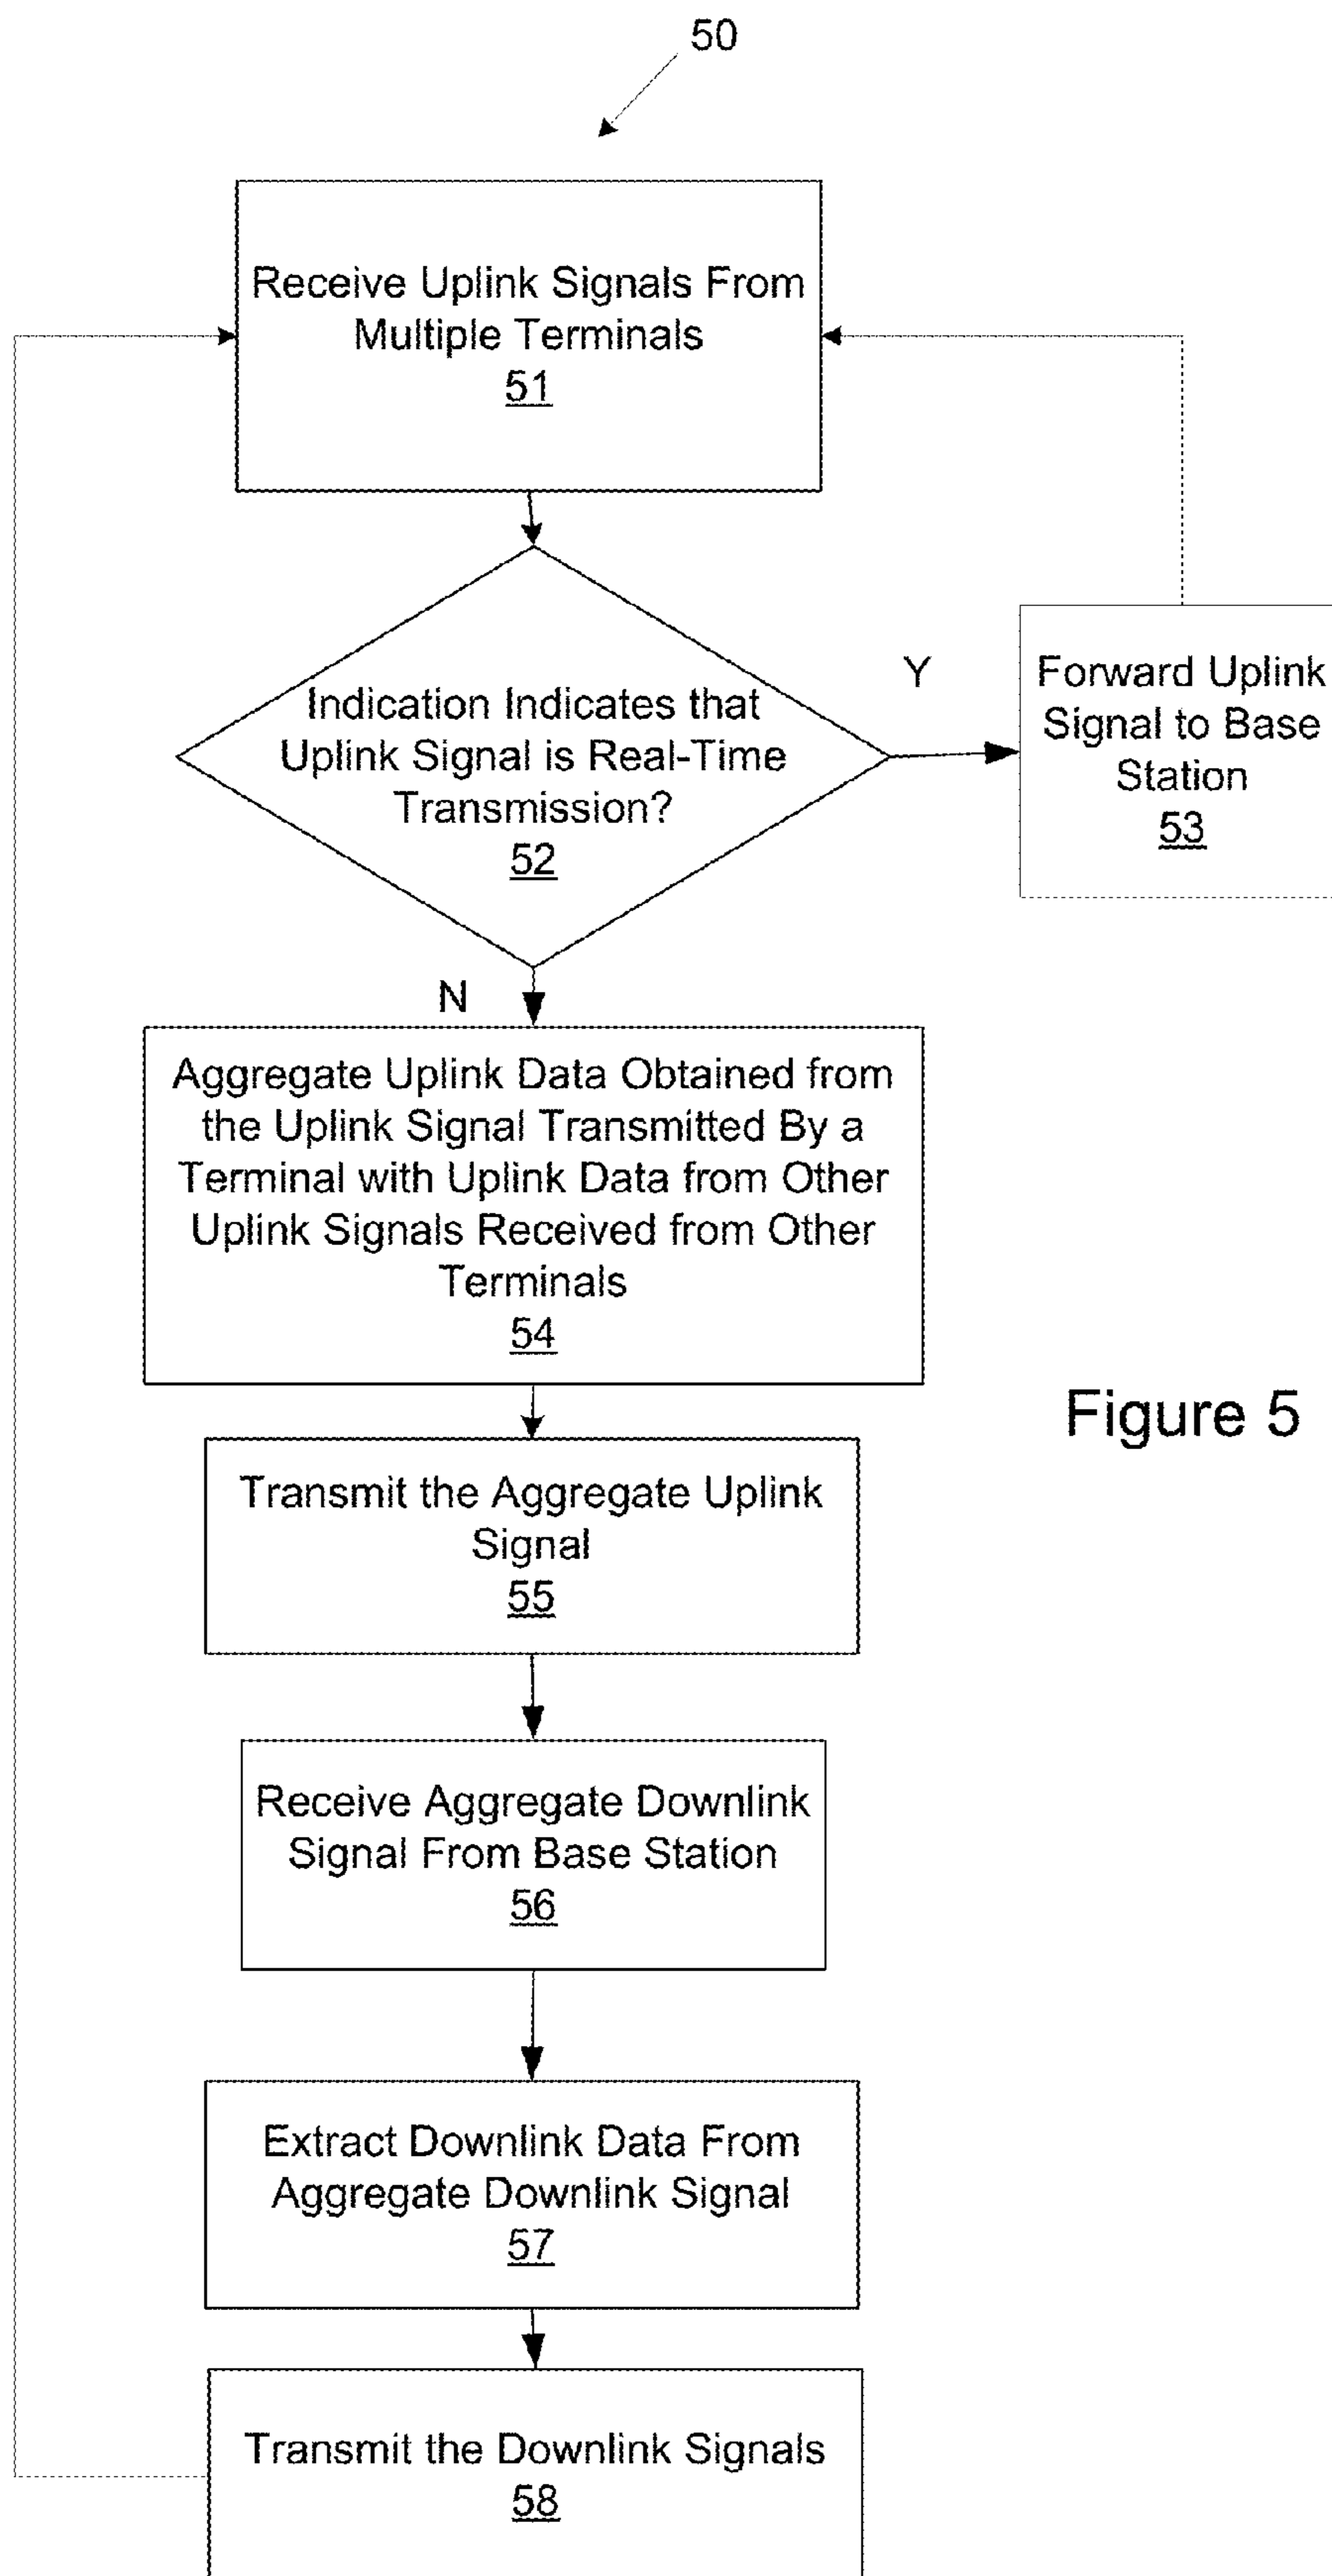 50
Receive Uplink Signals From
Multiple Terminals
51
Indication Indicates that
Uplink Signal is Real-Time
Transmission?
52
Y
Forward Uplink
Signal to Base
Station
53
N
Aggregate Uplink Data Obtained from
the Uplink Signal Transmitted By a
Terminal with Uplink Data from Other
Uplink Signals Received from Other
Terminals
54
Figure 5
Transmit the Aggregate Uplink
Signal
55
Receive Aggregate Downlink
Signal From Base Station
56
Extract Downlink Data From
Aggregate Downlink Signal
57
Transmit the Downlink Signals
58